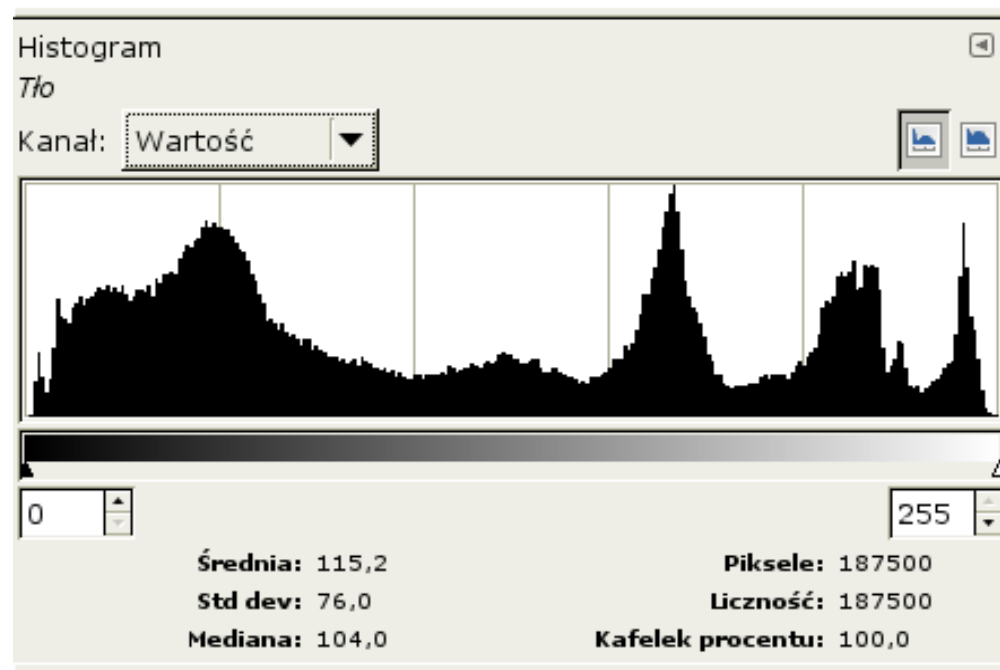 Histogram
Tło
Kanał: Wartość
0 255
Średnia: 115,2 Piksele: 187500
Std dev: 76,0 Liczność: 187500
Mediana: 104,0 Kafelek procentu: 100,0